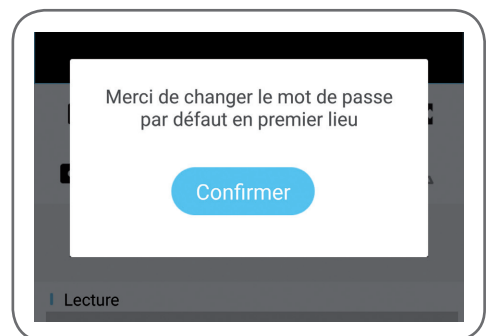 Merci de changer le mot de passe
par défaut en premier lieu
Confirmer
Lecture